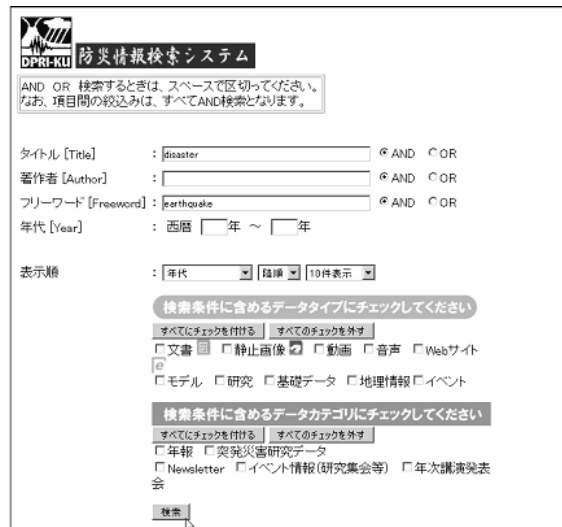 DPRI-KU 防災情報検索システム
AND OR 検索するときは、スペースで区切ってください。
なお、項目間の絞込みは、すべてAND検索となります。
タイトル [Title] : disaster AND OR
著作者 [Author] : AND OR
フリーワード [Freeword] : earthquake AND OR
年代 [Year] : 西暦 年 ～ 年
表示順 : 年代 降順 10件表示
検索条件に含めるデータタイプにチェックしてください
すべてにチェックを付ける すべてのチェックを外す
文書 静止画像 動画 音声 Webサイト
モデル 研究 基礎データ 地理情報 イベント
検索条件に含めるデータカテゴリにチェックしてください
すべてにチェックを付ける すべてのチェックを外す
年報 突発災害研究データ
Newsletter イベント情報(研究集会等) 年次講演発表
会
検索